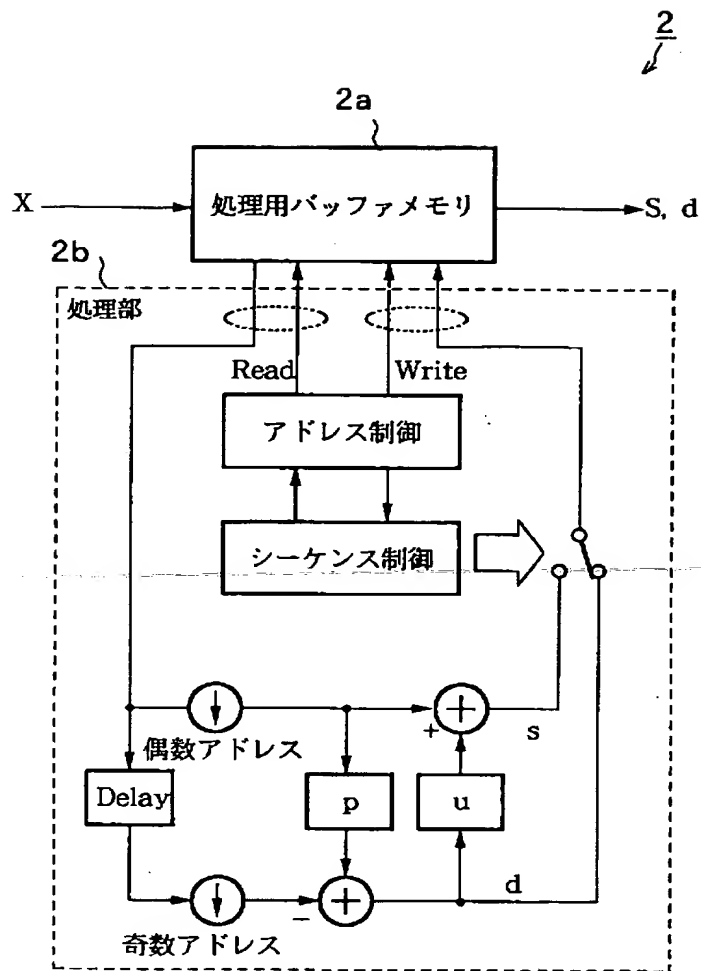 2
2a
X
処理用バッファメモリ
S, d
2b
処理部
Read
Write
アドレス制御
シーケンス制御
+
s
偶数アドレス
Delay
p
u
d
−
奇数アドレス